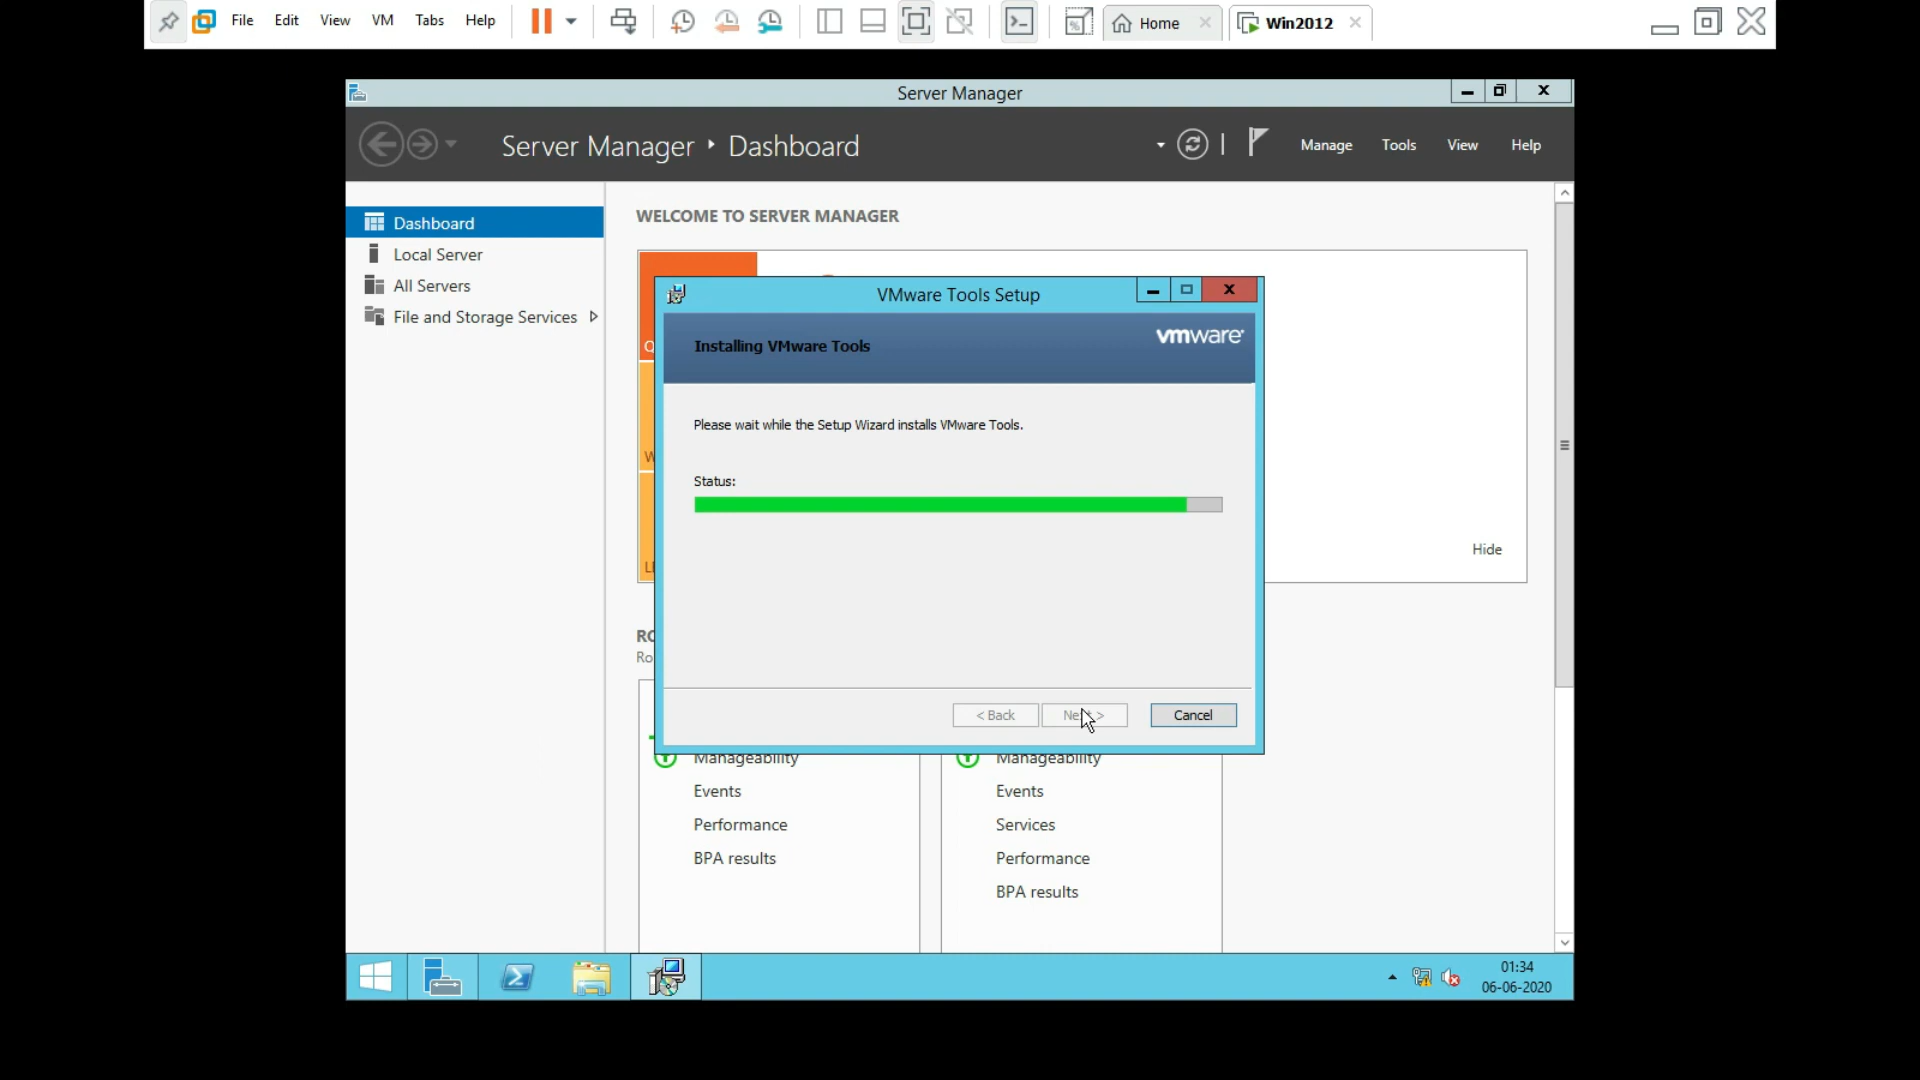 File Edit View VM Tabs Help
Home
Win2012
Server Manager
Server Manager Dashboard
Manage Tools View Help
Dashboard
Local Server
All Servers
File and Storage Services
WELCOME TO SERVER MANAGER
VMware Tools Setup
Installing VMware Tools
vmware
Please wait while the Setup Wizard installs VMware Tools.
Status:
Hide
< Back
Cancel
Manageability
Events
Performance
BPA results
Manageability
Events
Services
Performance
BPA results
01:34
06-06-2020